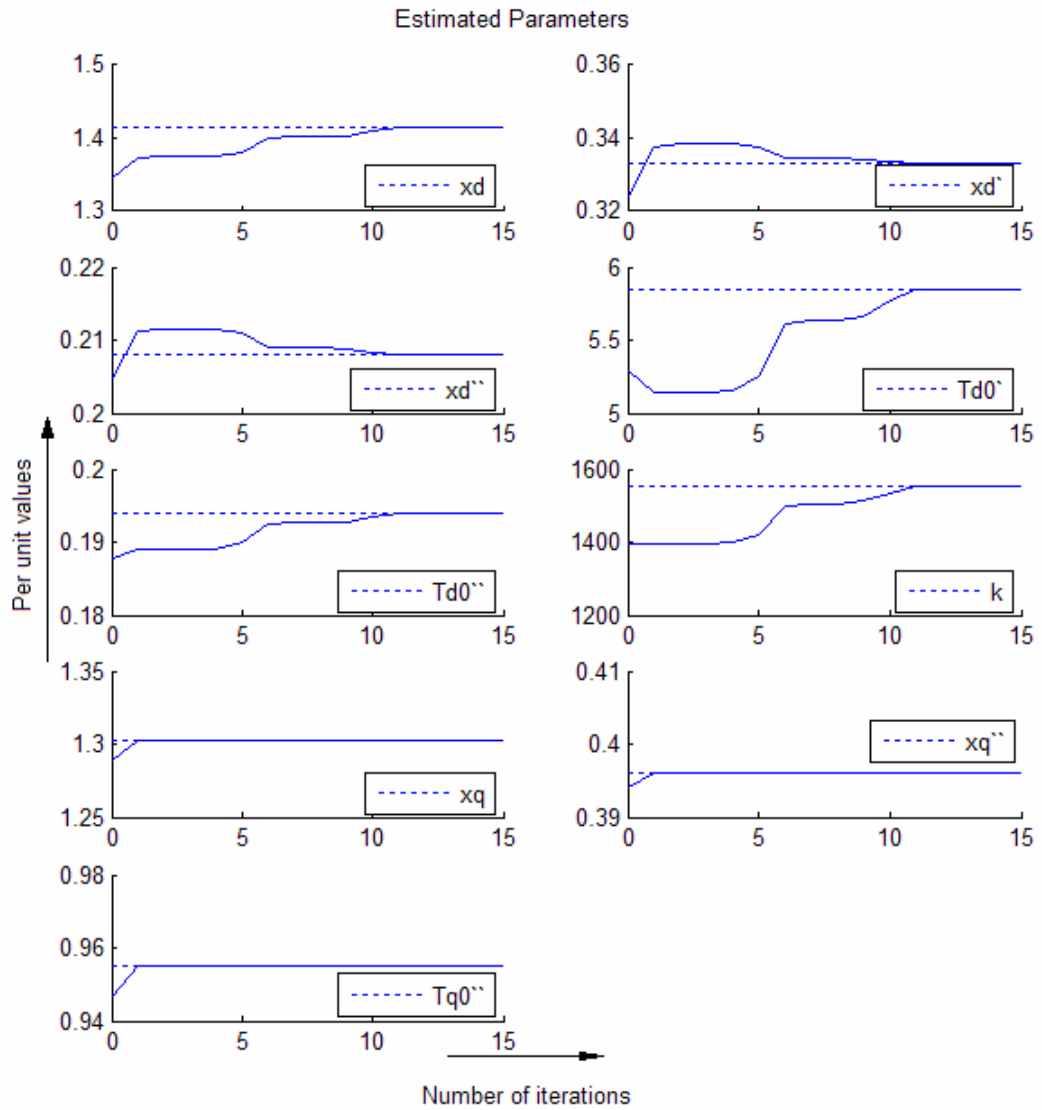 Estimated Parameters
1.5
1.4
1.3
0 5 10 15
xd
0.36
0.34
0.32
0 5 10 15
xd`
0.22
0.21
0.2
0 5 10 15
xd``
6
5.5
5
0 5 10 15
Td0`
0.2
0.19
0.18
0 5 10 15
Td0``
1600
1400
1200
0 5 10 15
k
1.35
1.3
1.25
0 5 10 15
xq
0.41
0.4
0.39
0 5 10 15
xq``
0.98
0.96
0.94
0 5 10 15
Tq0``
Per unit values
Number of iterations